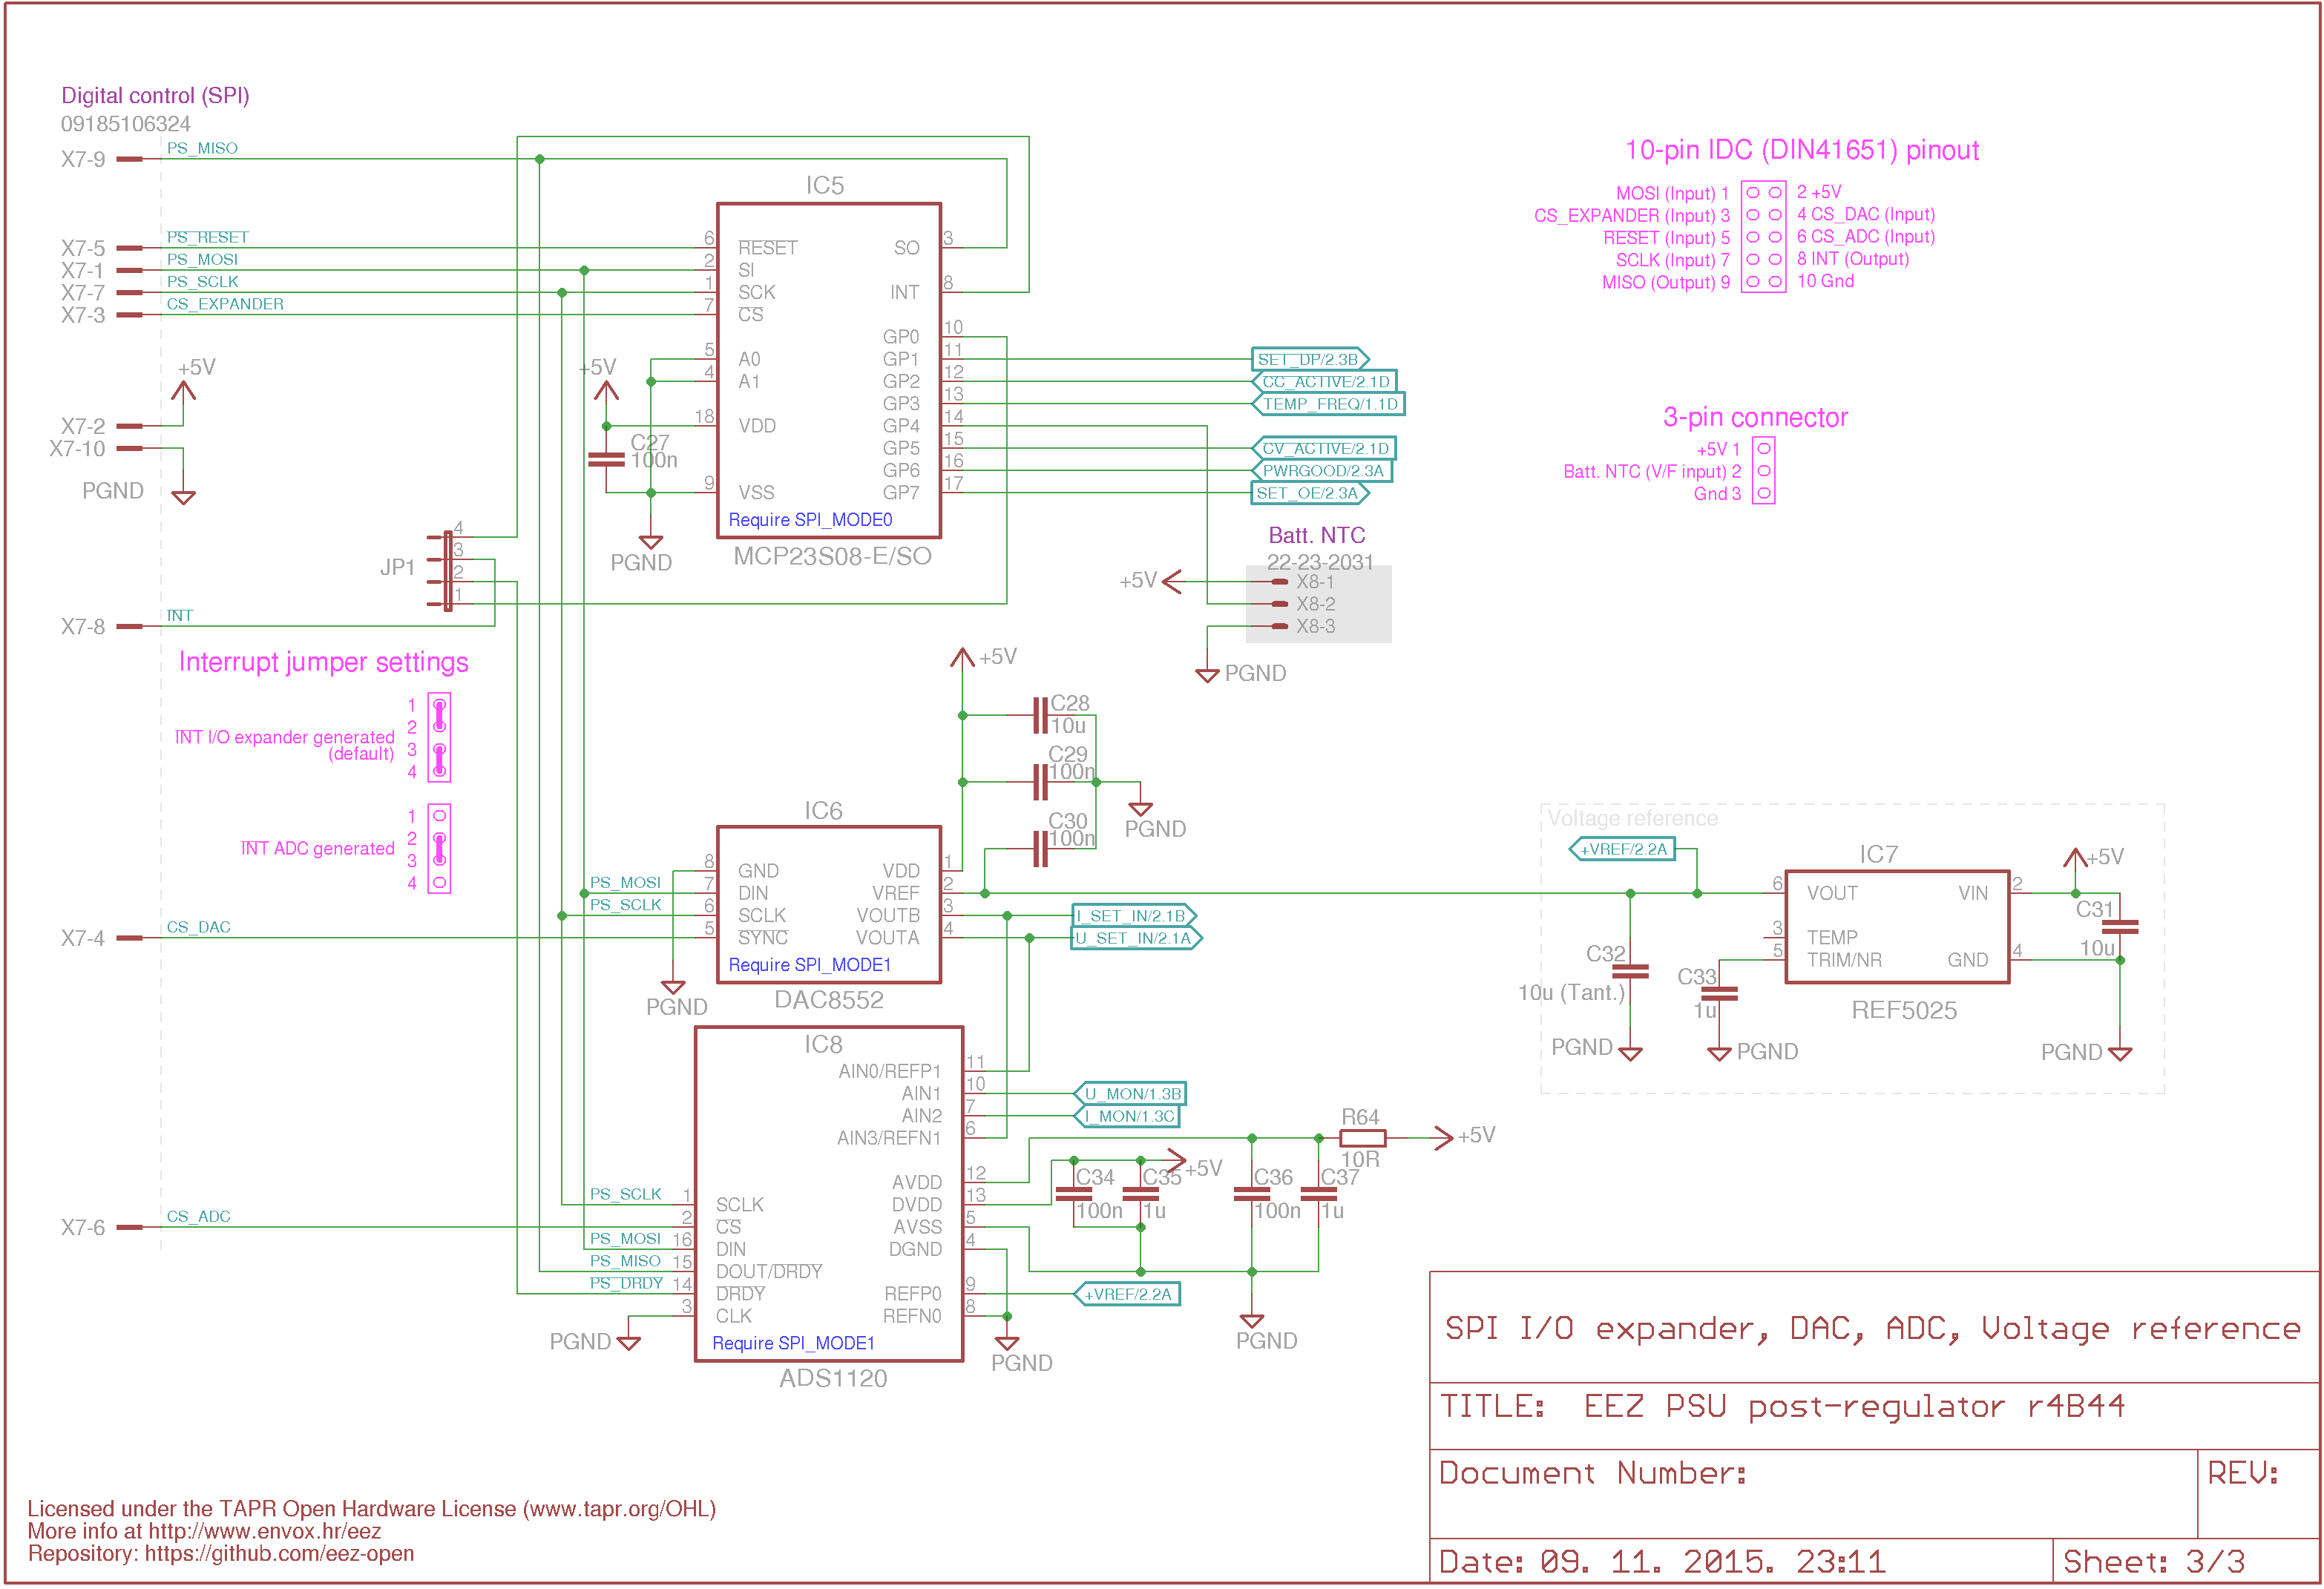 Digital control (SPI)
09185106324
X7-9 PS_MISO
X7-5 PS_RESET
X7-1 PS_MOSI
X7-7 PS_SCLK
X7-3 CS_EXPANDER
+5V
X7-2
X7-10
PGND
JP1
4
3
2
1
X7-8 INT
Interrupt jumper settings
1
2
3
4
INT I/O expander generated
(default)
1
2
3
4
INT ADC generated
X7-4 CS_DAC
X7-6 CS_ADC
IC5
6 RESET
2 SI
1 SCK
7 CS
5 A0
4 A1
18 VDD
9 VSS
SO 3
INT 8
GP0 10
GP1 11
GP2 12
GP3 13
GP4 14
GP5 15
GP6 16
GP7 17
Require SPI_MODE0
MCP23S08-E/SO
+5V
C27
100n
PGND
SET_DP/2.3B
CC_ACTIVE/2.1D
TEMP_FREQ/1.1D
CV_ACTIVE/2.1D
PWRGOOD/2.3A
SET_OE/2.3A
Batt. NTC
22-23-2031
+5V
X8-1
X8-2
X8-3
PGND
10-pin IDC (DIN41651) pinout
MOSI (Input) 1 2 +5V
CS_EXPANDER (Input) 3 4 CS_DAC (Input)
RESET (Input) 5 6 CS_ADC (Input)
SCLK (Input) 7 8 INT (Output)
MISO (Output) 9 10 Gnd
3-pin connector
+5V 1
Batt. NTC (V/F input) 2
Gnd 3
+5V
C28
10u
C29
100n
C30
100n
PGND
IC6
8 GND
PS_MOSI 7 DIN
PS_SCLK 6 SCLK
5 SYNC
VDD 1
VREF 2
VOUTB 3
VOUTA 4
Require SPI_MODE1
DAC8552
PGND
I_SET_IN/2.1B
U_SET_IN/2.1A
Voltage reference
+VREF/2.2A
IC7
6 VOUT
3 TEMP
5 TRIM/NR
VIN 2
GND 4
REF5025
+5V
C31
10u
C32
10u (Tant.)
C33
1u
PGND
PGND
PGND
IC8
AIN0/REFP1 11
AIN1 10
AIN2 7
AIN3/REFN1 6
AVDD 12
DVDD 13
AVSS 5
DGND 4
REFP0 9
REFN0 8
PS_SCLK 1 SCLK
2 CS
PS_MOSI 16 DIN
PS_MISO 15 DOUT/DRDY
PS_DRDY 14 DRDY
3 CLK
PGND
Require SPI_MODE1
ADS1120
U_MON/1.3B
I_MON/1.3C
R64
10R
+5V
+5V
C34
100n
C35
1u
C36
100n
C37
1u
+VREF/2.2A
PGND
PGND
SPI I/O expander, DAC, ADC, Voltage reference
TITLE: EEZ PSU post-regulator r4B44
Document Number:
REV:
Date: 09. 11. 2015. 23:11
Sheet: 3/3
Licensed under the TAPR Open Hardware License (www.tapr.org/OHL)
More info at http://www.envox.hr/eez
Repository: https://github.com/eez-open